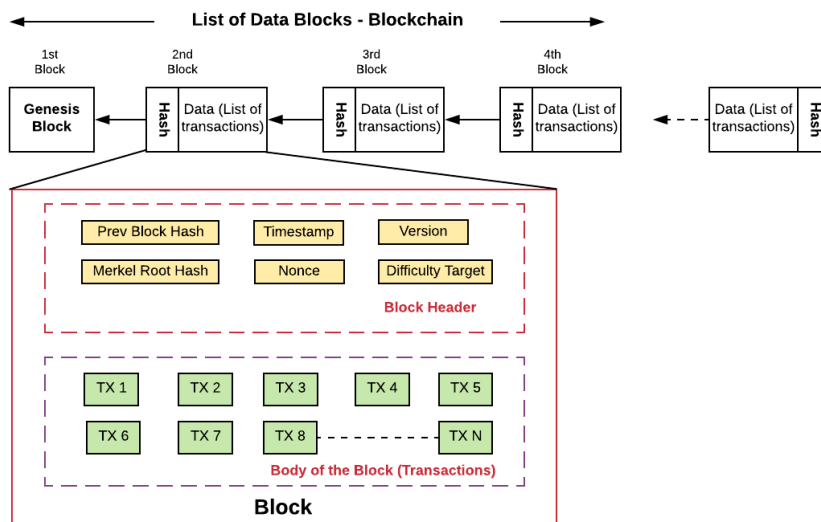 List of Data Blocks - Blockchain
1st
Block
2nd
Block
3rd
Block
4th
Block
Genesis
Block
Hash
Data (List of
transactions)
Hash
Data (List of
transactions)
Hash
Data (List of
transactions)
Data (List of
transactions)
Hash
Prev Block Hash
Timestamp
Version
Merkel Root Hash
Nonce
Difficulty Target
Block Header
TX 1
TX 2
TX 3
TX 4
TX 5
TX 6
TX 7
TX 8
TX N
Body of the Block (Transactions)
Block